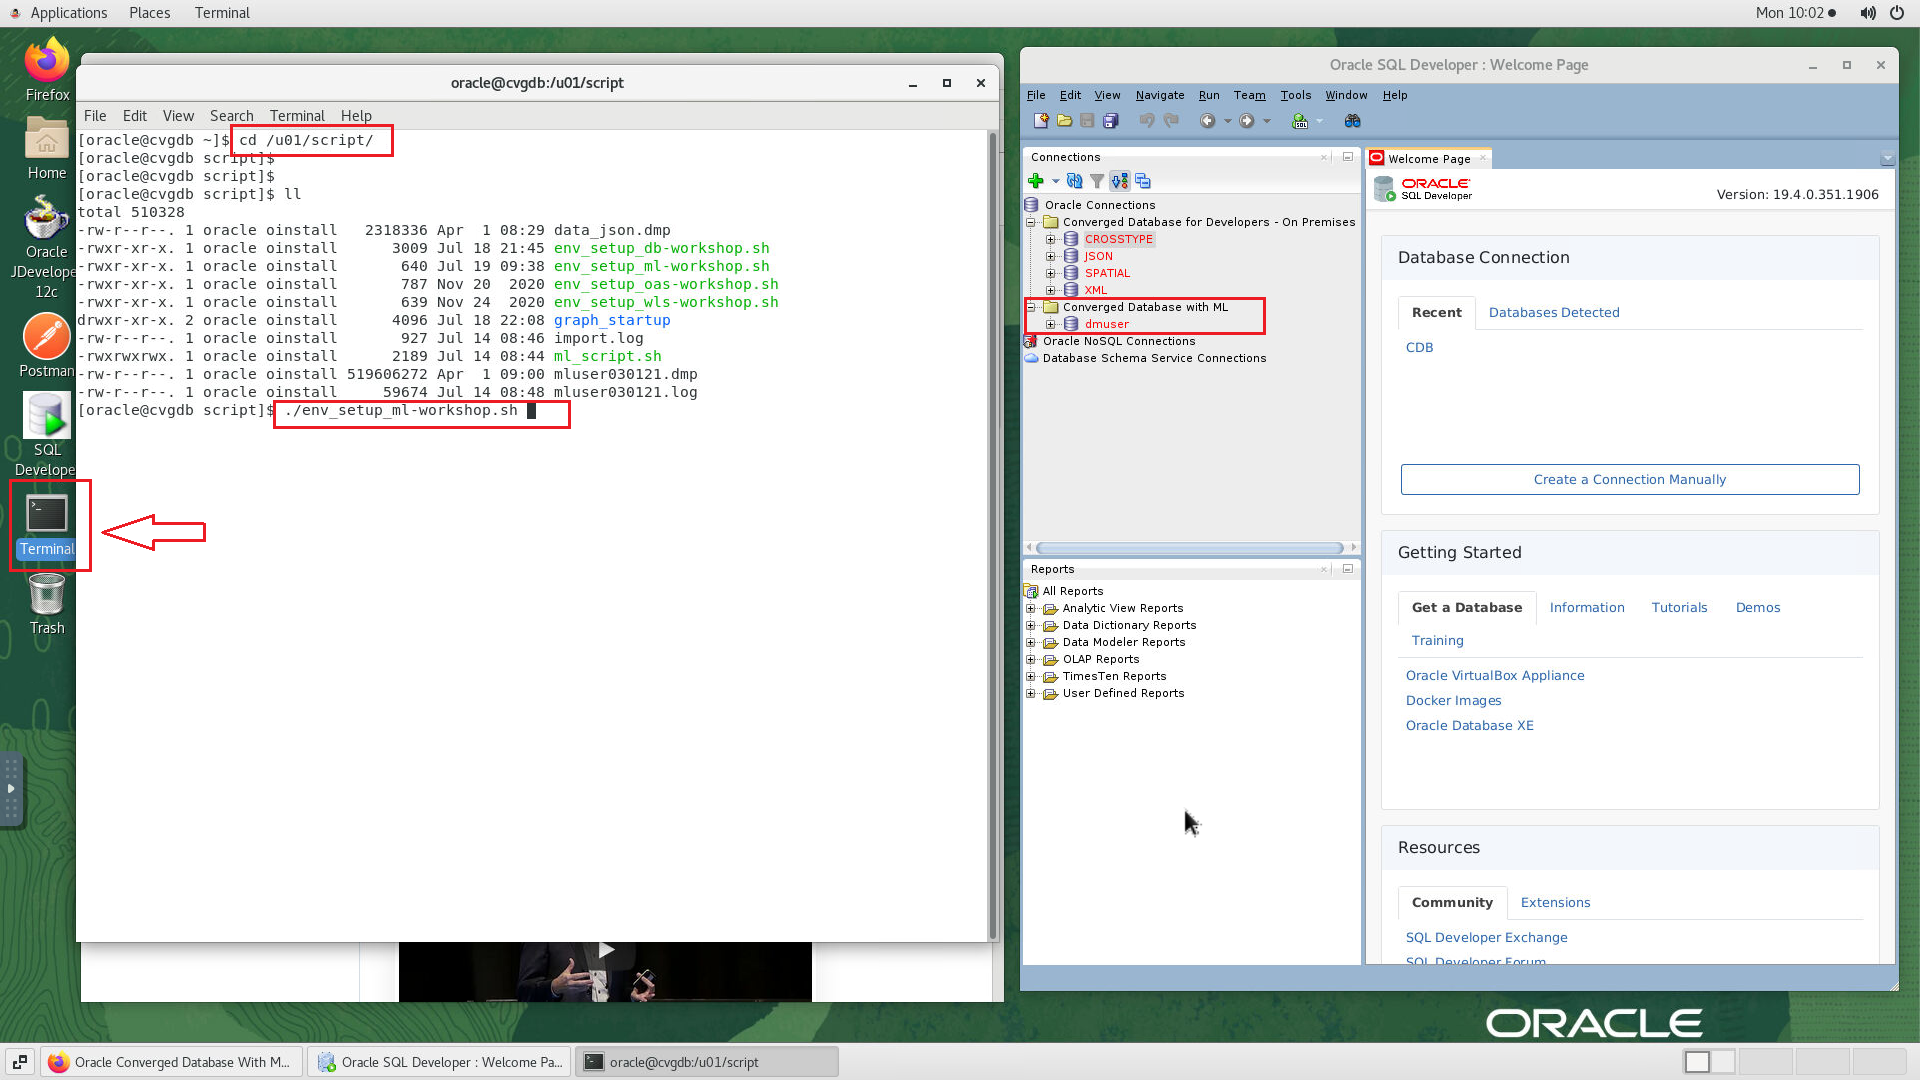 Applications Places Terminal
Mon 10:02
Firefox
Home
Oracle
JDevelope
12c
Postman
SQL
Develope
Terminal
Trash
oracle@cvgdb:/u01/script
File Edit View Search Terminal Help
[oracle@cvgdb ~]$ cd /u01/script/
[oracle@cvgdb script]$
[oracle@cvgdb script]$
[oracle@cvgdb script]$ ll
total 510328
-rw-r--r--. 1 oracle oinstall 2318336 Apr 1 08:29 data_json.dmp
-rwxr-xr-x. 1 oracle oinstall 3009 Jul 18 21:45 env_setup_db-workshop.sh
-rwxr-xr-x. 1 oracle oinstall 640 Jul 19 09:38 env_setup_ml-workshop.sh
-rwxr-xr-x. 1 oracle oinstall 787 Nov 20 2020 env_setup_oas-workshop.sh
-rwxr-xr-x. 1 oracle oinstall 639 Nov 24 2020 env_setup_wls-workshop.sh
drwxr-xr-x. 2 oracle oinstall 4096 Jul 18 22:08 graph_startup
-rw-r--r--. 1 oracle oinstall 927 Jul 14 08:46 import.log
-rwxrwxrwx. 1 oracle oinstall 2189 Jul 14 08:44 ml_script.sh
-rw-r--r--. 1 oracle oinstall 519606272 Apr 1 09:00 mluser030121.dmp
-rw-r--r--. 1 oracle oinstall 59674 Jul 14 08:48 mluser030121.log
[oracle@cvgdb script]$ ./env_setup_ml-workshop.sh
Oracle SQL Developer : Welcome Page
File Edit View Navigate Run Team Tools Window Help
Connections
Oracle Connections
Converged Database for Developers - On Premises
CROSSTYPE
JSON
SPATIAL
XML
Converged Database with ML
dmuser
Oracle NoSQL Connections
Database Schema Service Connections
Reports
All Reports
Analytic View Reports
Data Dictionary Reports
Data Modeler Reports
OLAP Reports
TimesTen Reports
User Defined Reports
Welcome Page
ORACLE
SQL Developer
Version: 19.4.0.351.1906
Database Connection
Recent Databases Detected
CDB
Create a Connection Manually
Getting Started
Get a Database Information Tutorials Demos
Training
Oracle VirtualBox Appliance
Docker Images
Oracle Database XE
Resources
Community Extensions
SQL Developer Exchange
SQL Developer Forum
ORACLE
Oracle Converged Database With M...
Oracle SQL Developer : Welcome Pa...
oracle@cvgdb:/u01/script